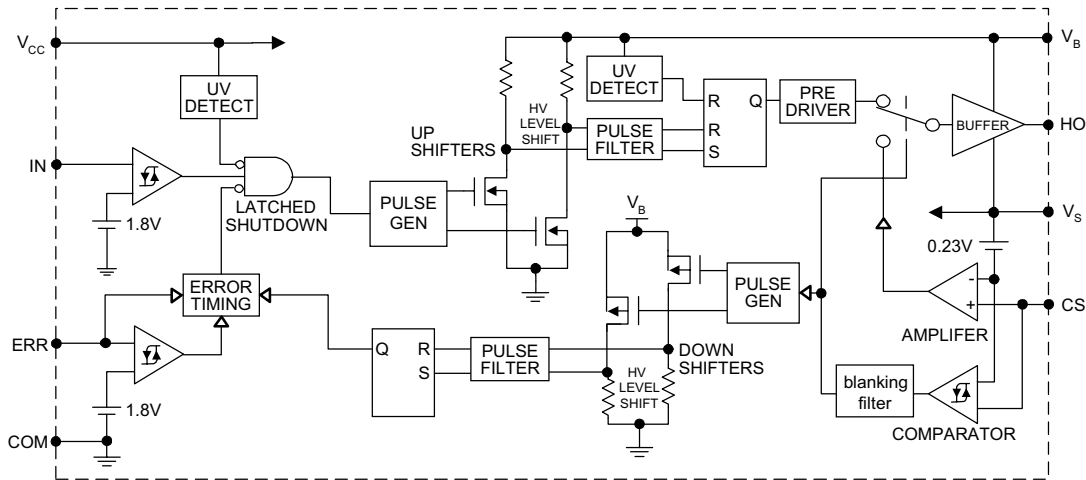 VCC
UV
DETECT
IN
1.8V
LATCHED
SHUTDOWN
ERROR
TIMING
ERR
1.8V
COM
PULSE
GEN
UP
SHIFTERS
HV
LEVEL
SHIFT
UV
DETECT
PULSE
FILTER
R
R
S
Q
PRE
DRIVER
BUFFER
VB
HO
VS
0.23V
-
+
AMPLIFER
CS
COMPARATOR
blanking
filter
PULSE
GEN
VB
DOWN
SHIFTERS
HV
LEVEL
SHIFT
PULSE
FILTER
Q
R
S